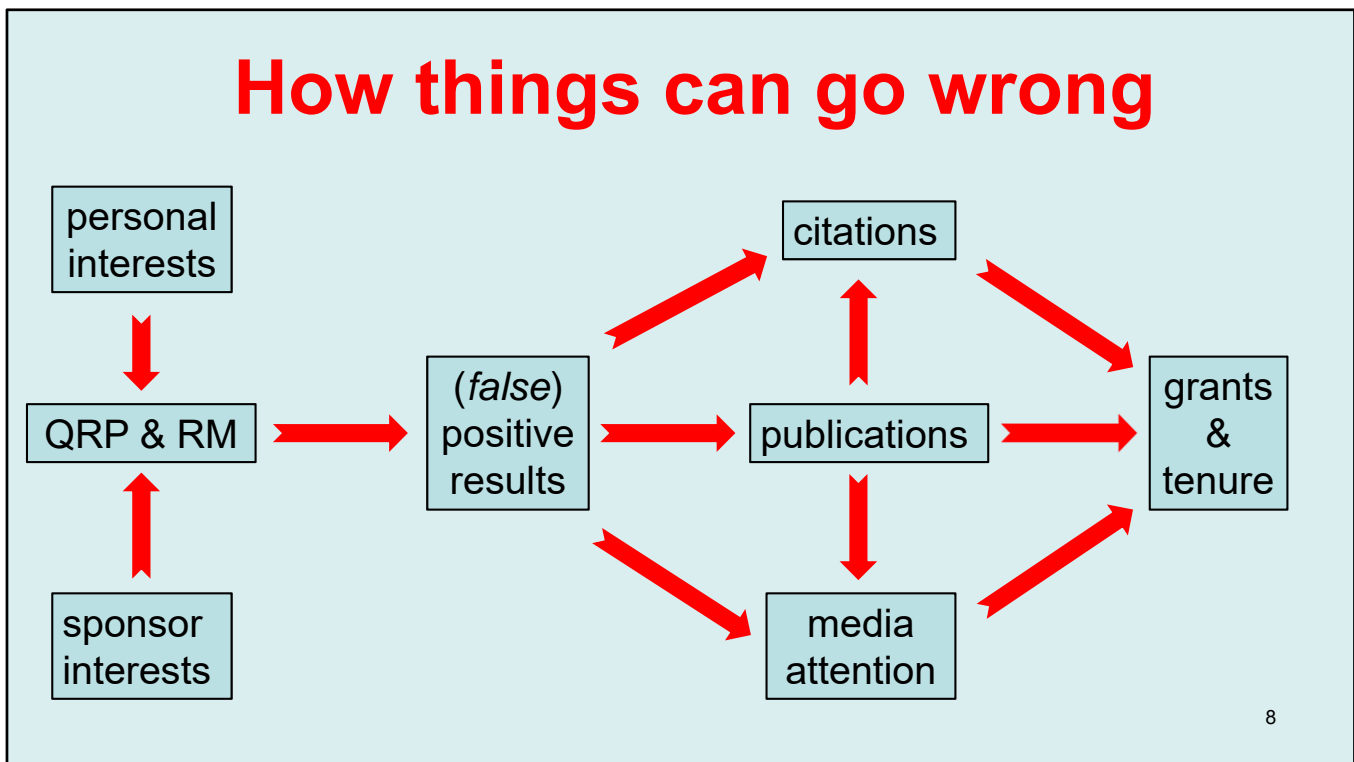 How things can go wrong
personal
interests
QRP & RM
sponsor
interests
(false)
positive
results
citations
publications
media
attention
grants
&
tenure
8